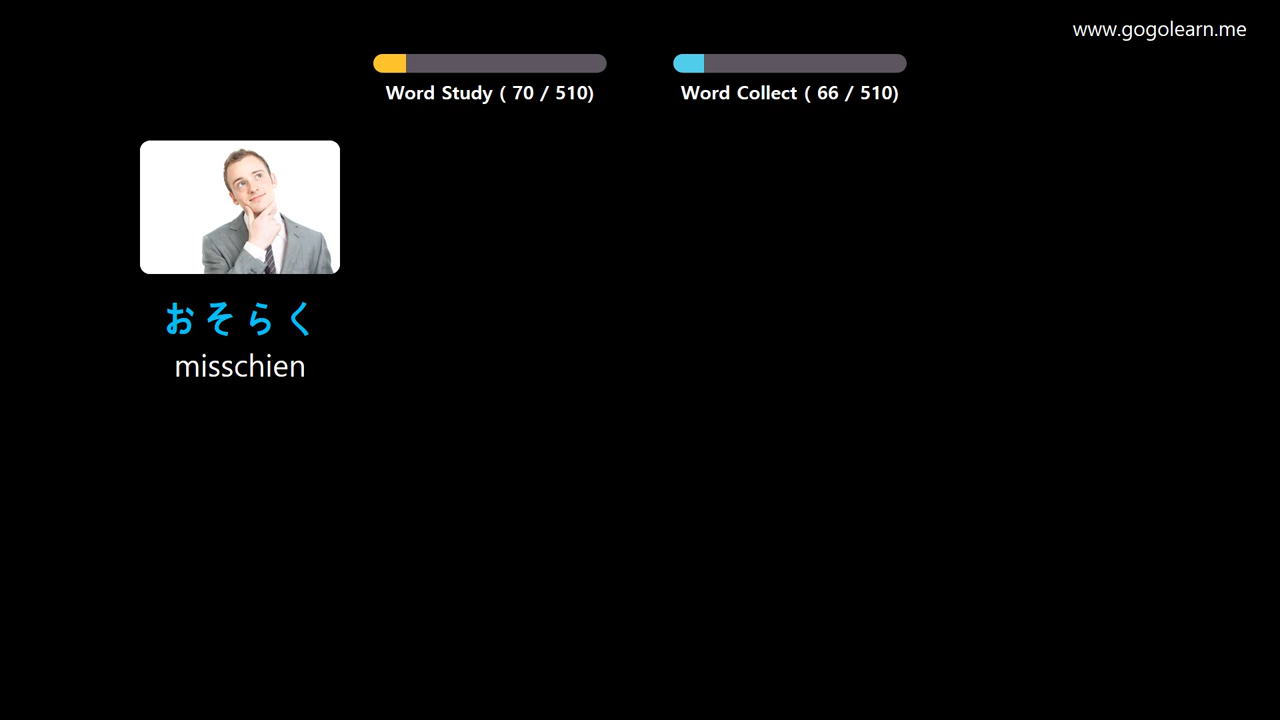 www.gogolearn.me
Word Study ( 70 / 510)
Word Collect ( 66 / 510)
おそらく
misschien